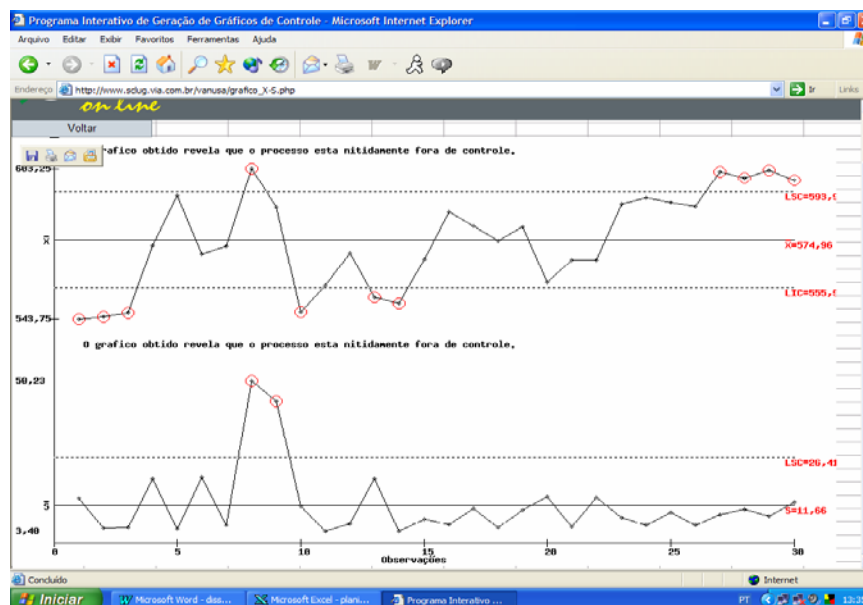 Programa Interativo de Geração de Gráficos de Controle - Microsoft Internet Explorer
Arquivo Editar Exibir Favoritos Ferramentas Ajuda
Endereço http://www.sclug.via.com.br/vanusa/grafico_X-S.php Ir Links
on line
Voltar
grafico obtido revela que o processo esta nitidamente fora de controle.
603,25
LSC=593,9
X
X=574,96
LIC=555,9
543,75
O grafico obtido revela que o processo esta nitidamente fora de controle.
50,23
LSC=26,41
S
S=11,66
3,40
0 5 10 15 20 25 30
Observações
Concluído Internet
Iniciar Microsoft Word - diss... Microsoft Excel - plani... Programa Interativo ... PT